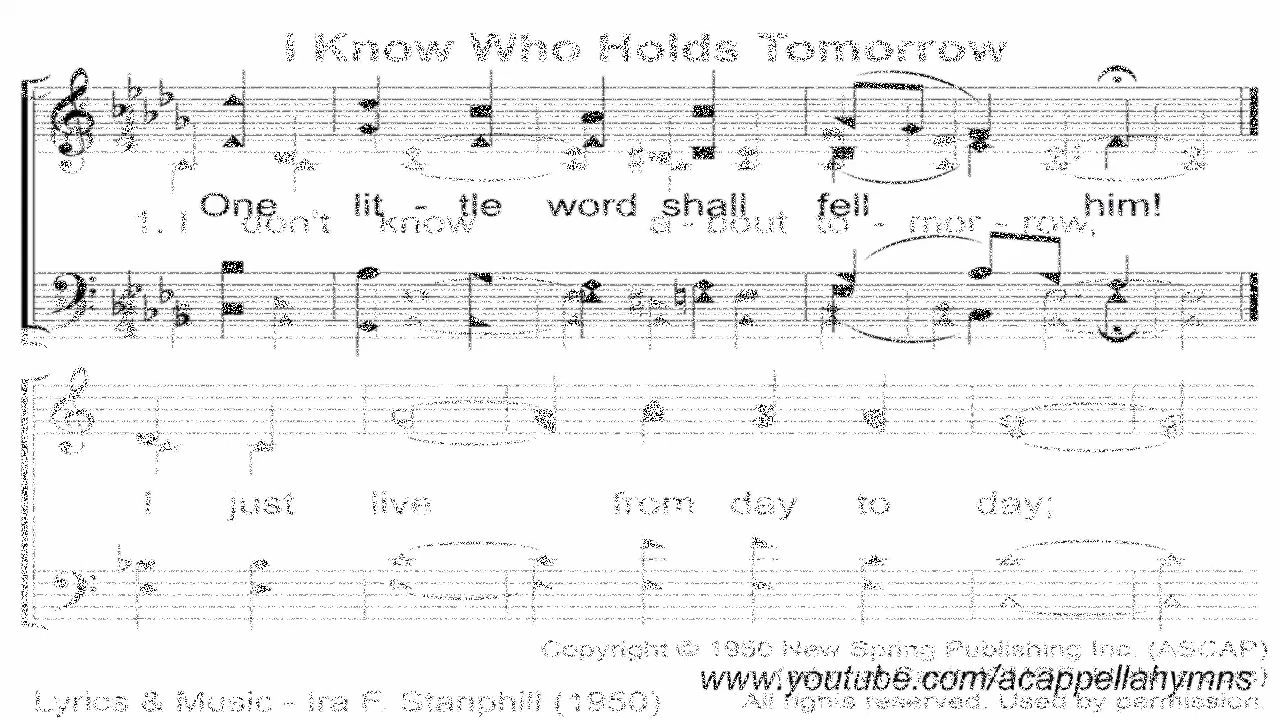 I Know Who Holds Tomorrow
One lit - tle word shall fell him!
1. I don't know a - bout to - mor - row,
I just live from day to day;
Copyright © 1950 New Spring Publishing Inc. (ASCAP)
www.youtube.com/acappellahymns
Lyrics & Music - Ira F. Stanphill (1950) All rights reserved. Used by permission